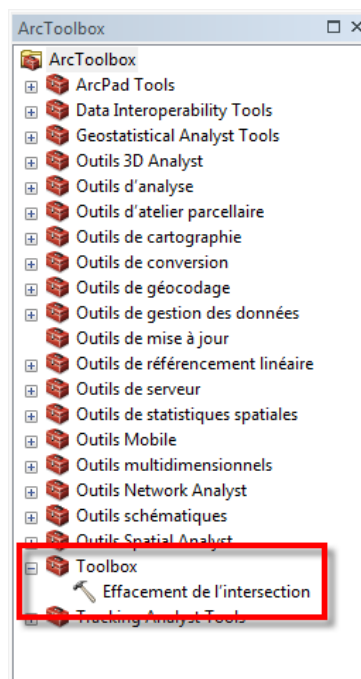 ArcToolbox
ArcToolbox
ArcPad Tools
Data Interoperability Tools
Geostatistical Analyst Tools
Outils 3D Analyst
Outils d'analyse
Outils d'atelier parcellaire
Outils de cartographie
Outils de conversion
Outils de géocodage
Outils de gestion des données
Outils de mise à jour
Outils de référencement linéaire
Outils de serveur
Outils de statistiques spatiales
Outils Mobile
Outils multidimensionnels
Outils Network Analyst
Outils schématiques
Outils Spatial Analyst
Toolbox
Effacement de l'intersection
Tracking Analyst Tools